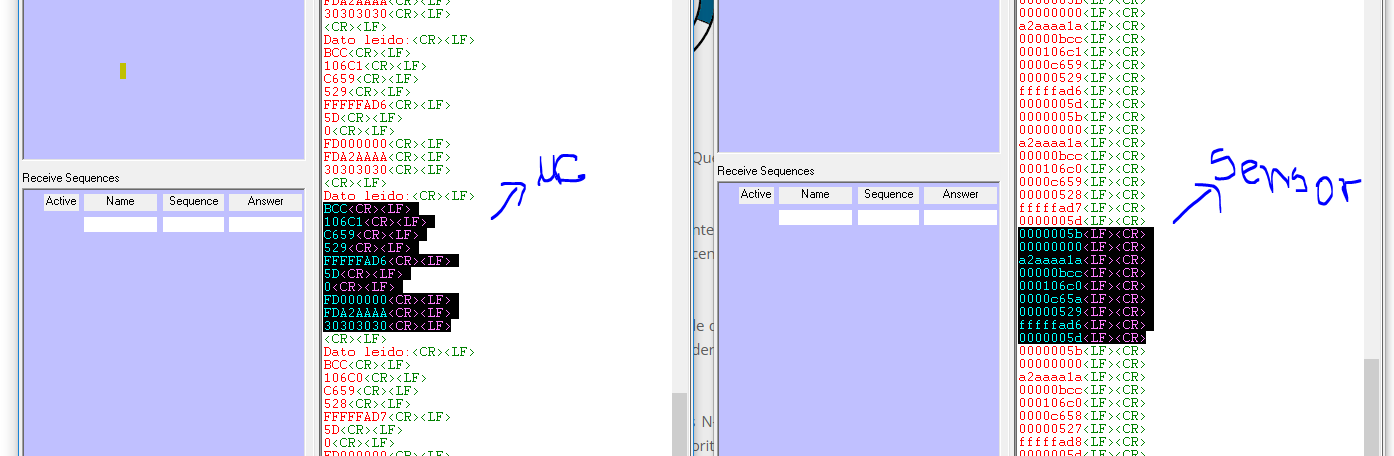 FDA2AAAA<CR><LF>
30303030<CR><LF>
<CR><LF>
Dato leido:<CR><LF>
BCC<CR><LF>
106C1<CR><LF>
C659<CR><LF>
529<CR><LF>
FFFFFAD6<CR><LF>
5D<CR><LF>
0<CR><LF>
FD000000<CR><LF>
FDA2AAAA<CR><LF>
30303030<CR><LF>
<CR><LF>
Dato leido:<CR><LF>
BCC<CR><LF>
106C1<CR><LF>
C659<CR><LF>
529<CR><LF>
FFFFFAD6<CR><LF>
5D<CR><LF>
0<CR><LF>
FD000000<CR><LF>
FDA2AAAA<CR><LF>
30303030<CR><LF>
<CR><LF>
Dato leido:<CR><LF>
BCC<CR><LF>
106C0<CR><LF>
C659<CR><LF>
528<CR><LF>
FFFFFAD7<CR><LF>
5D<CR><LF>
0<CR><LF>
FD000000<CR><LF>
Receive Sequences
Active Name Sequence Answer
Receive Sequences
Active Name Sequence Answer
0000005b<LF><CR>
00000000<LF><CR>
a2aaaa1a<LF><CR>
00000bcc<LF><CR>
000106c1<LF><CR>
0000c659<LF><CR>
00000529<LF><CR>
fffffad6<LF><CR>
0000005d<LF><CR>
0000005b<LF><CR>
00000000<LF><CR>
a2aaaa1a<LF><CR>
00000bcc<LF><CR>
000106c0<LF><CR>
0000c659<LF><CR>
00000528<LF><CR>
fffffad7<LF><CR>
0000005d<LF><CR>
0000005b<LF><CR>
00000000<LF><CR>
a2aaaa1a<LF><CR>
00000bcc<LF><CR>
000106c0<LF><CR>
0000c65a<LF><CR>
00000529<LF><CR>
fffffad6<LF><CR>
0000005d<LF><CR>
0000005b<LF><CR>
00000000<LF><CR>
a2aaaa1a<LF><CR>
00000bcc<LF><CR>
000106c0<LF><CR>
0000c658<LF><CR>
00000527<LF><CR>
fffffad8<LF><CR>
0000005d<LF><CR>
Sensor